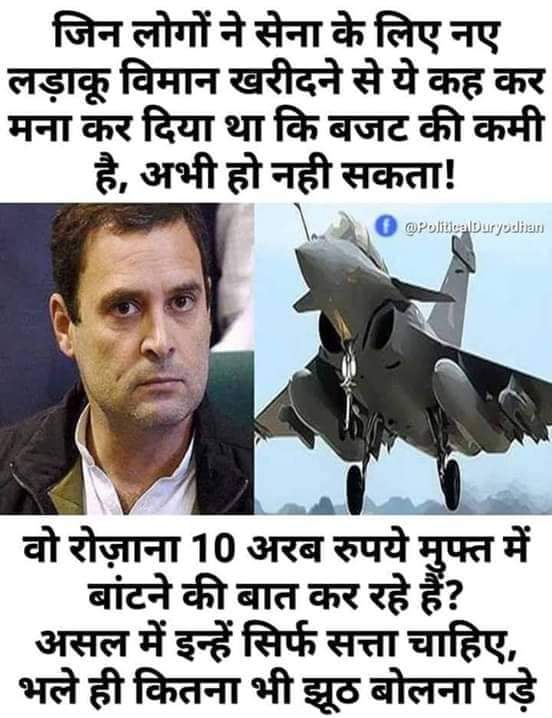 जिन लोगों ने सेना के लिए नए
लड़ाकू विमान खरीदने से ये कह कर
मना कर दिया था कि बजट की कमी
है, अभी हो नही सकता!
f @PoliticalDuryodhan
वो रोज़ाना 10 अरब रुपये मुफ्त में
बांटने की बात कर रहे हैं?
असल में इन्हें सिर्फ सत्ता चाहिए,
भले ही कितना भी झूठ बोलना पड़े